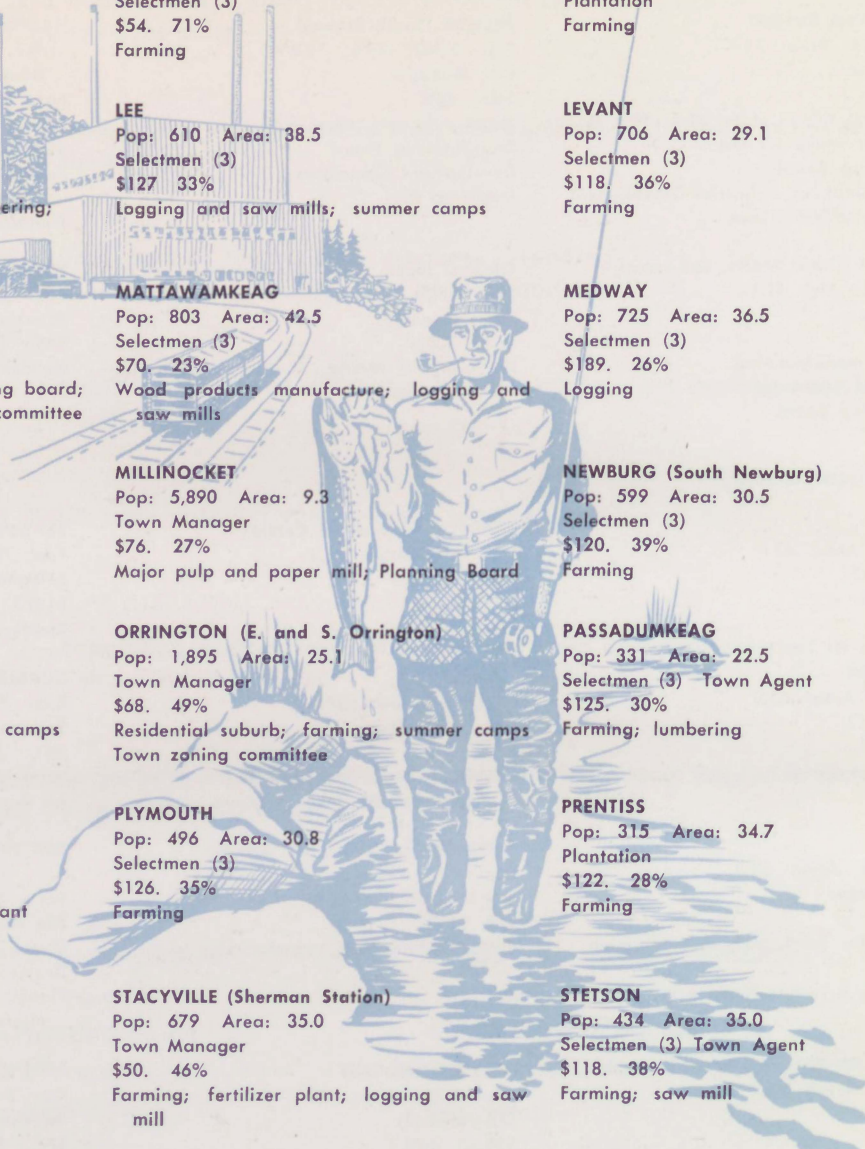 ering;
ng board;
committee
camps
ant
Selectmen (3)
$54. 71%
Farming
LEE
Pop: 610 Area: 38.5
Selectmen (3)
$127 33%
Logging and saw mills; summer camps
MATTAWAMKEAG
Pop: 803 Area: 42.5
Selectmen (3)
$70. 23%
Wood products manufacture; logging and
saw mills
MILLINOCKET
Pop: 5,890 Area: 9.3
Town Manager
$76. 27%
Major pulp and paper mill; Planning Board
ORRINGTON (E. and S. Orrington)
Pop: 1,895 Area: 25.1
Town Manager
$68. 49%
Residential suburb; farming; summer camps
Town zoning committee
PLYMOUTH
Pop: 496 Area: 30.8
Selectmen (3)
$126. 35%
Farming
STACYVILLE (Sherman Station)
Pop: 679 Area: 35.0
Town Manager
$50. 46%
Farming; fertilizer plant; logging and saw
mill
Plantation
Farming
LEVANT
Pop: 706 Area: 29.1
Selectmen (3)
$118. 36%
Farming
MEDWAY
Pop: 725 Area: 36.5
Selectmen (3)
$189. 26%
Logging
NEWBURG (South Newburg)
Pop: 599 Area: 30.5
Selectmen (3)
$120. 39%
Farming
PASSADUMKEAG
Pop: 331 Area: 22.5
Selectmen (3) Town Agent
$125. 30%
Farming; lumbering
PRENTISS
Pop: 315 Area: 34.7
Plantation
$122. 28%
Farming
STETSON
Pop: 434 Area: 35.0
Selectmen (3) Town Agent
$118. 38%
Farming; saw mill